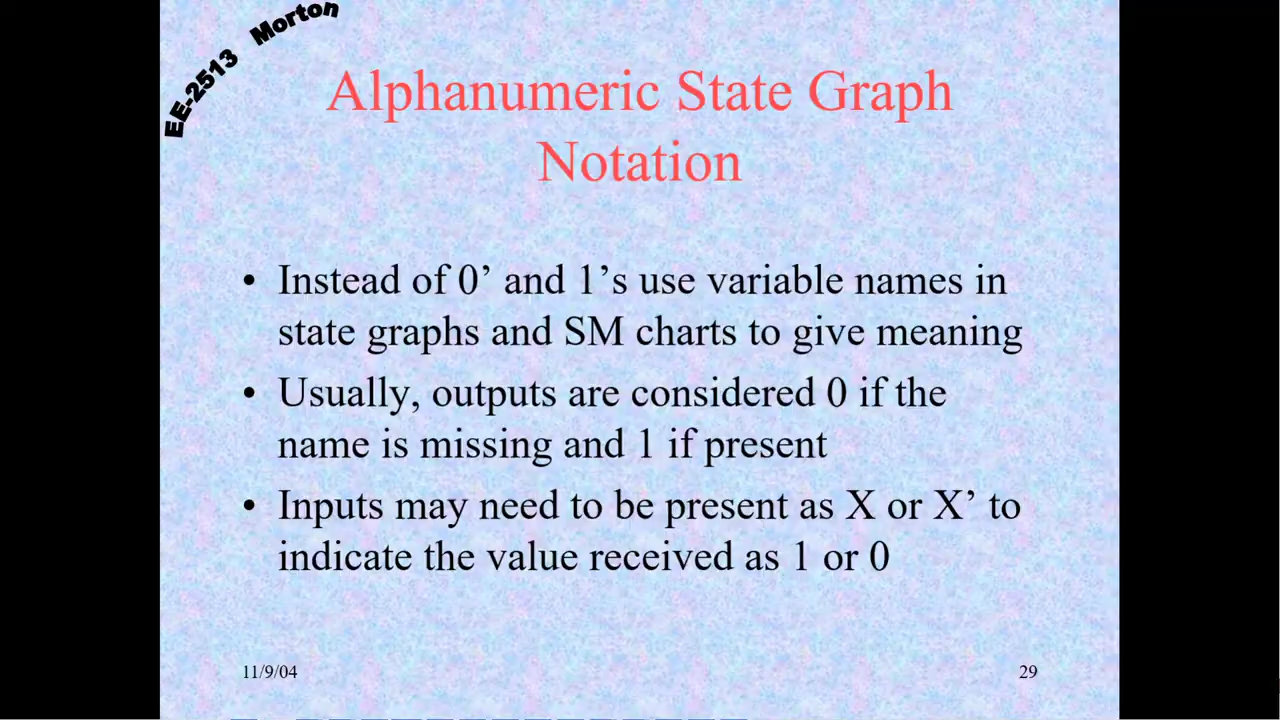 EE-2513 Morton
Alphanumeric State Graph
Notation
• Instead of 0’ and 1’s use variable names in
state graphs and SM charts to give meaning
• Usually, outputs are considered 0 if the
name is missing and 1 if present
• Inputs may need to be present as X or X’ to
indicate the value received as 1 or 0
11/9/04
29